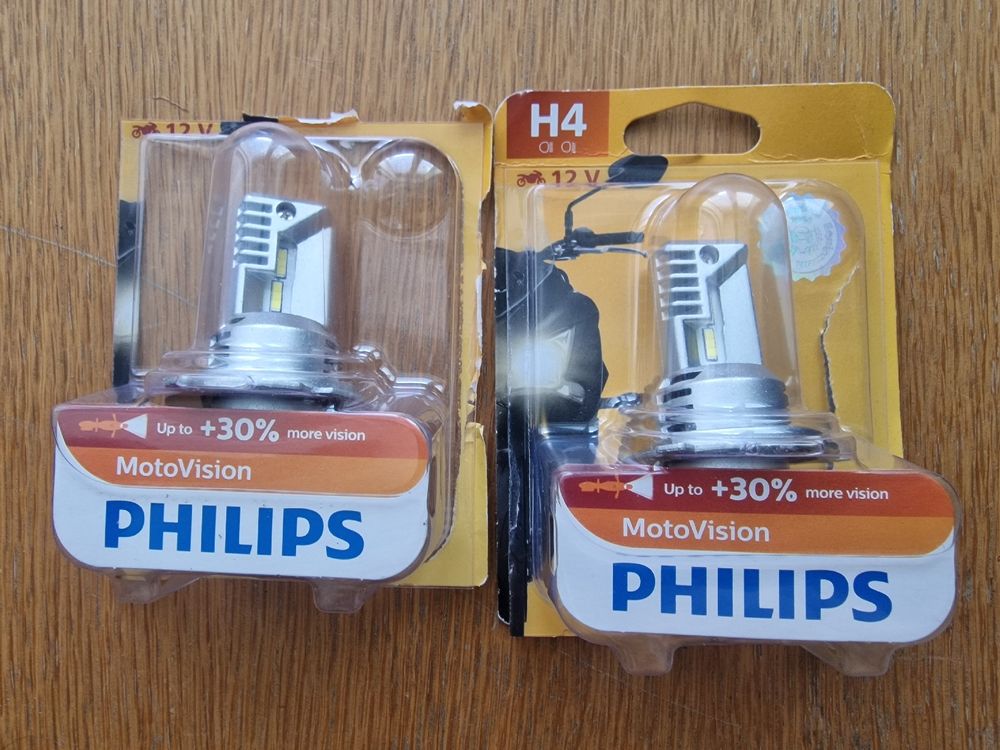 12 V
Up to +30% more vision
MotoVision
PHILIPS
H4
12 V
Up to +30% more vision
MotoVision
PHILIPS